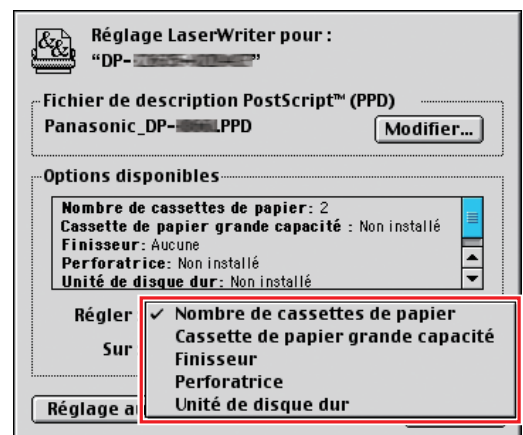 Réglage LaserWriter pour :
“DP-
Fichier de description PostScript™ (PPD)
Panasonic_DP- .PPD
Modifier...
Options disponibles
Nombre de cassettes de papier: 2
Cassette de papier grande capacité : Non installé
Finisseur: Aucune
Perforatrice: Non installé
Unité de disque dur: Non installé
Régler
✓ Nombre de cassettes de papier
Cassette de papier grande capacité
Sur
Finisseur
Perforatrice
Unité de disque dur
Réglage au